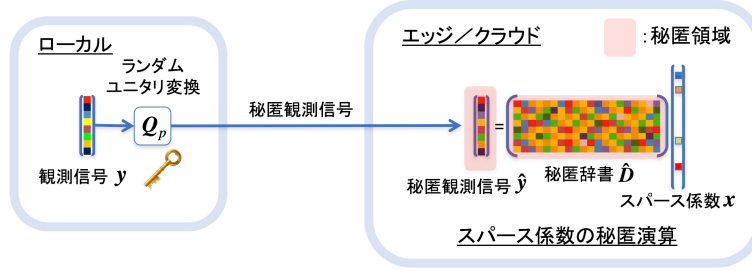 ローカル
ランダム
ユニタリ変換
Qp
観測信号 y
秘匿観測信号
エッジ／クラウド
：秘匿領域
=
秘匿観測信号 ŷ
秘匿辞書 D̂
スパース係数 x
スパース係数の秘匿演算